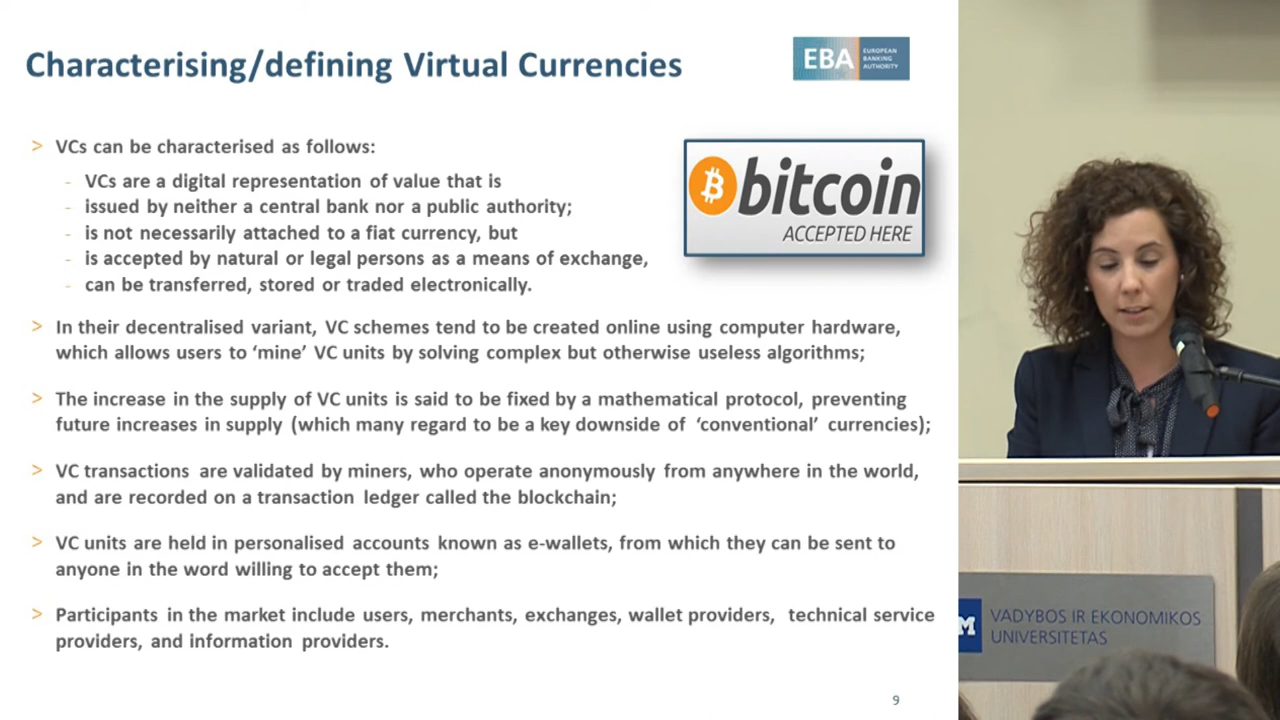 Characterising/defining Virtual Currencies
EBA EUROPEAN
BANKING
AUTHORITY
> VCs can be characterised as follows:
- VCs are a digital representation of value that is
- issued by neither a central bank nor a public authority;
- is not necessarily attached to a fiat currency, but
- is accepted by natural or legal persons as a means of exchange,
- can be transferred, stored or traded electronically.
bitcoin
ACCEPTED HERE
> In their decentralised variant, VC schemes tend to be created online using computer hardware,
which allows users to ‘mine’ VC units by solving complex but otherwise useless algorithms;
> The increase in the supply of VC units is said to be fixed by a mathematical protocol, preventing
future increases in supply (which many regard to be a key downside of ‘conventional’ currencies);
> VC transactions are validated by miners, who operate anonymously from anywhere in the world,
and are recorded on a transaction ledger called the blockchain;
> VC units are held in personalised accounts known as e-wallets, from which they can be sent to
anyone in the word willing to accept them;
> Participants in the market include users, merchants, exchanges, wallet providers, technical service
providers, and information providers.
9
M
VADYBOS IR EKONOMIKOS
UNIVERSITETAS